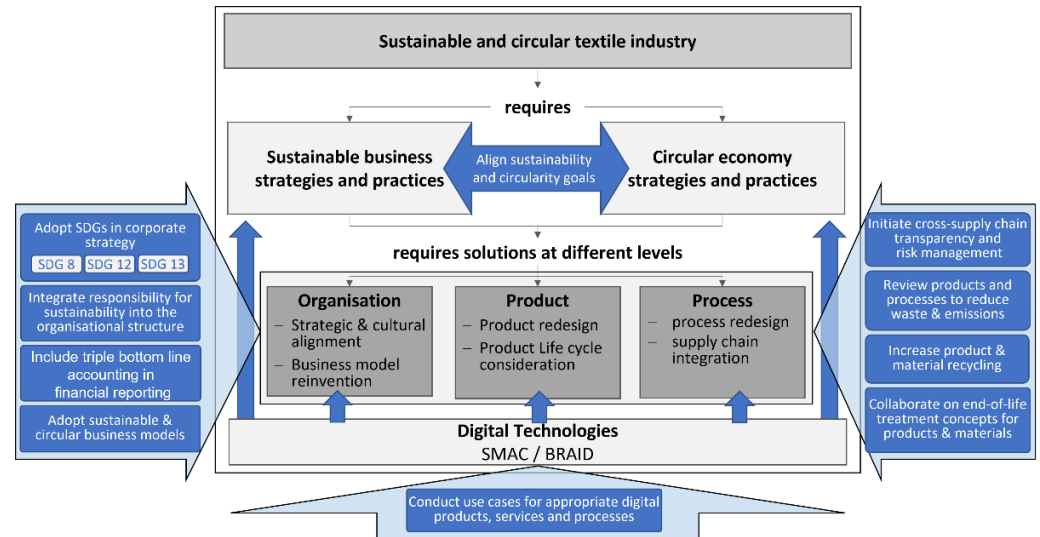 Sustainable and circular textile industry
requires
Sustainable business
strategies and practices
Align sustainability
and circularity goals
Circular economy
strategies and practices
requires solutions at different levels
Adopt SDGs in corporate
strategy
SDG 8 SDG 12 SDG 13
Integrate responsibility for
sustainability into the
organisational structure
Include triple bottom line
accounting in
financial reporting
Adopt sustainable &
circular business models
Organisation
– Strategic & cultural
alignment
– Business model
reinvention
Product
– Product redesign
– Product Life cycle
consideration
Process
– process redesign
– supply chain
integration
Initiate cross-supply chain
transparency and
risk management
Review products and
processes to reduce
waste & emissions
Increase product &
material recycling
Collaborate on end-of-life
treatment concepts for
products & materials
Digital Technologies
SMAC / BRAID
Conduct use cases for appropriate digital
products, services and processes